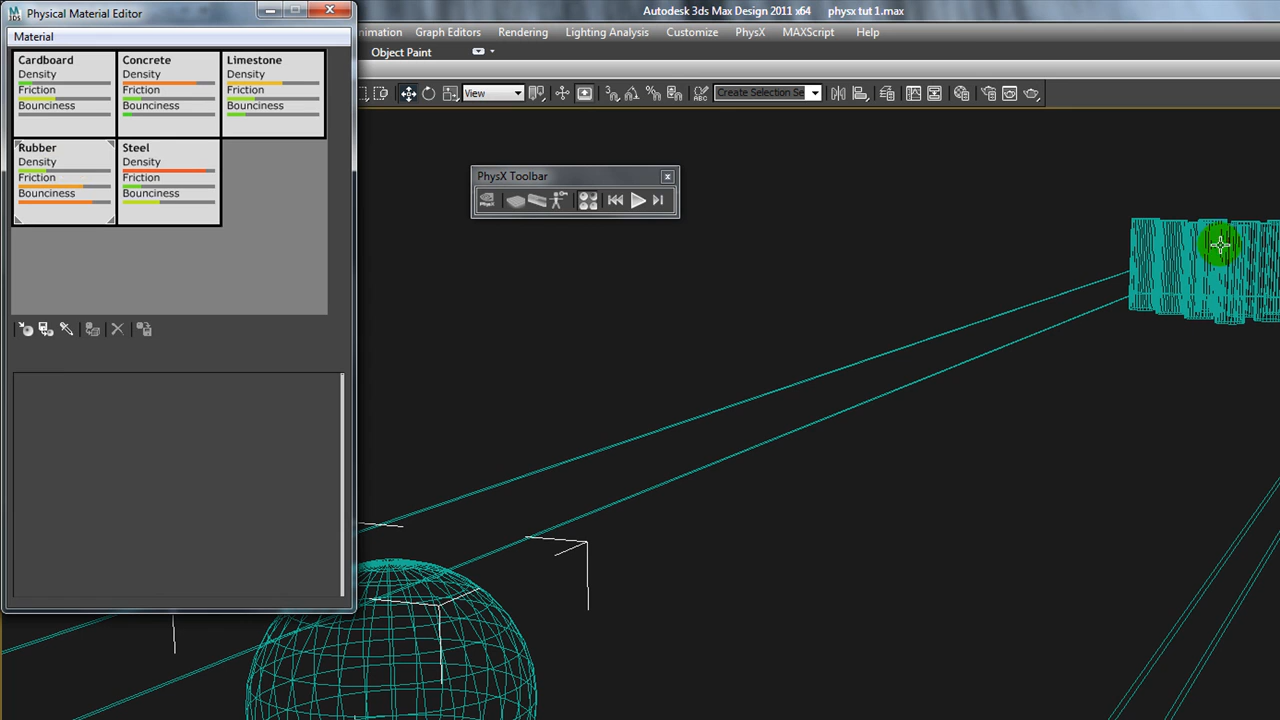 Physical Material Editor
Material
Cardboard
Density
Friction
Bounciness
Concrete
Density
Friction
Bounciness
Limestone
Density
Friction
Bounciness
Rubber
Density
Friction
Bounciness
Steel
Density
Friction
Bounciness
Autodesk 3ds Max Design 2011 x64 physx tut 1.max
nimation Graph Editors Rendering Lighting Analysis Customize PhysX MAXScript Help
Object Paint
View
Create Selection Se
PhysX Toolbar
PhysX